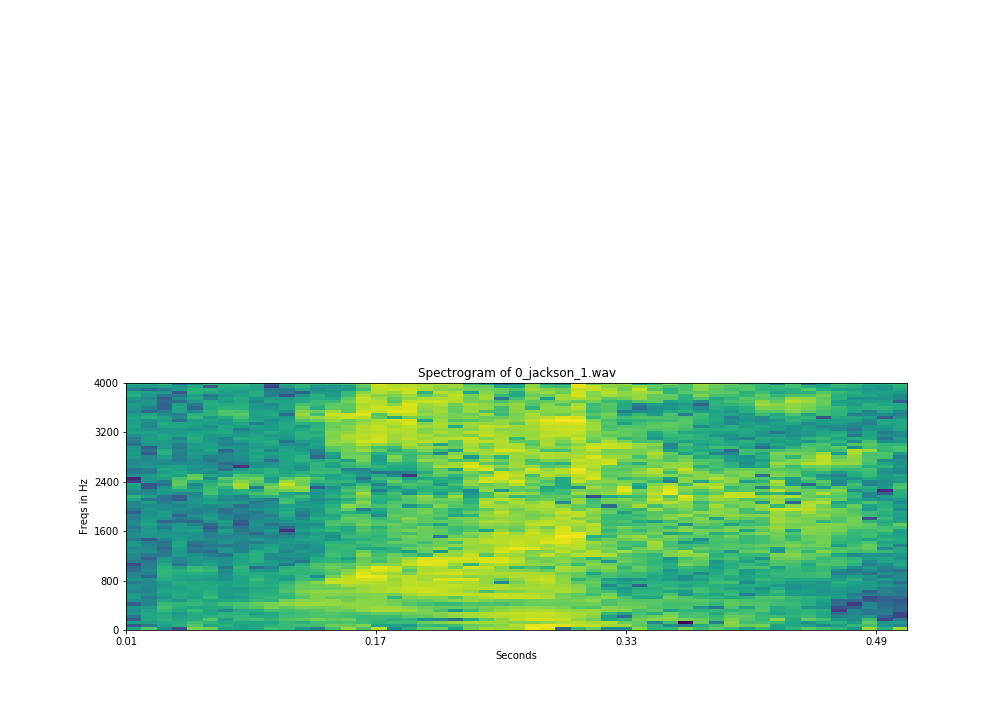 Spectrogram of 0_jackson_1.wav
4000
3200
2400
1600
800
0
Freqs in Hz
0.01 0.17 0.33 0.49
Seconds